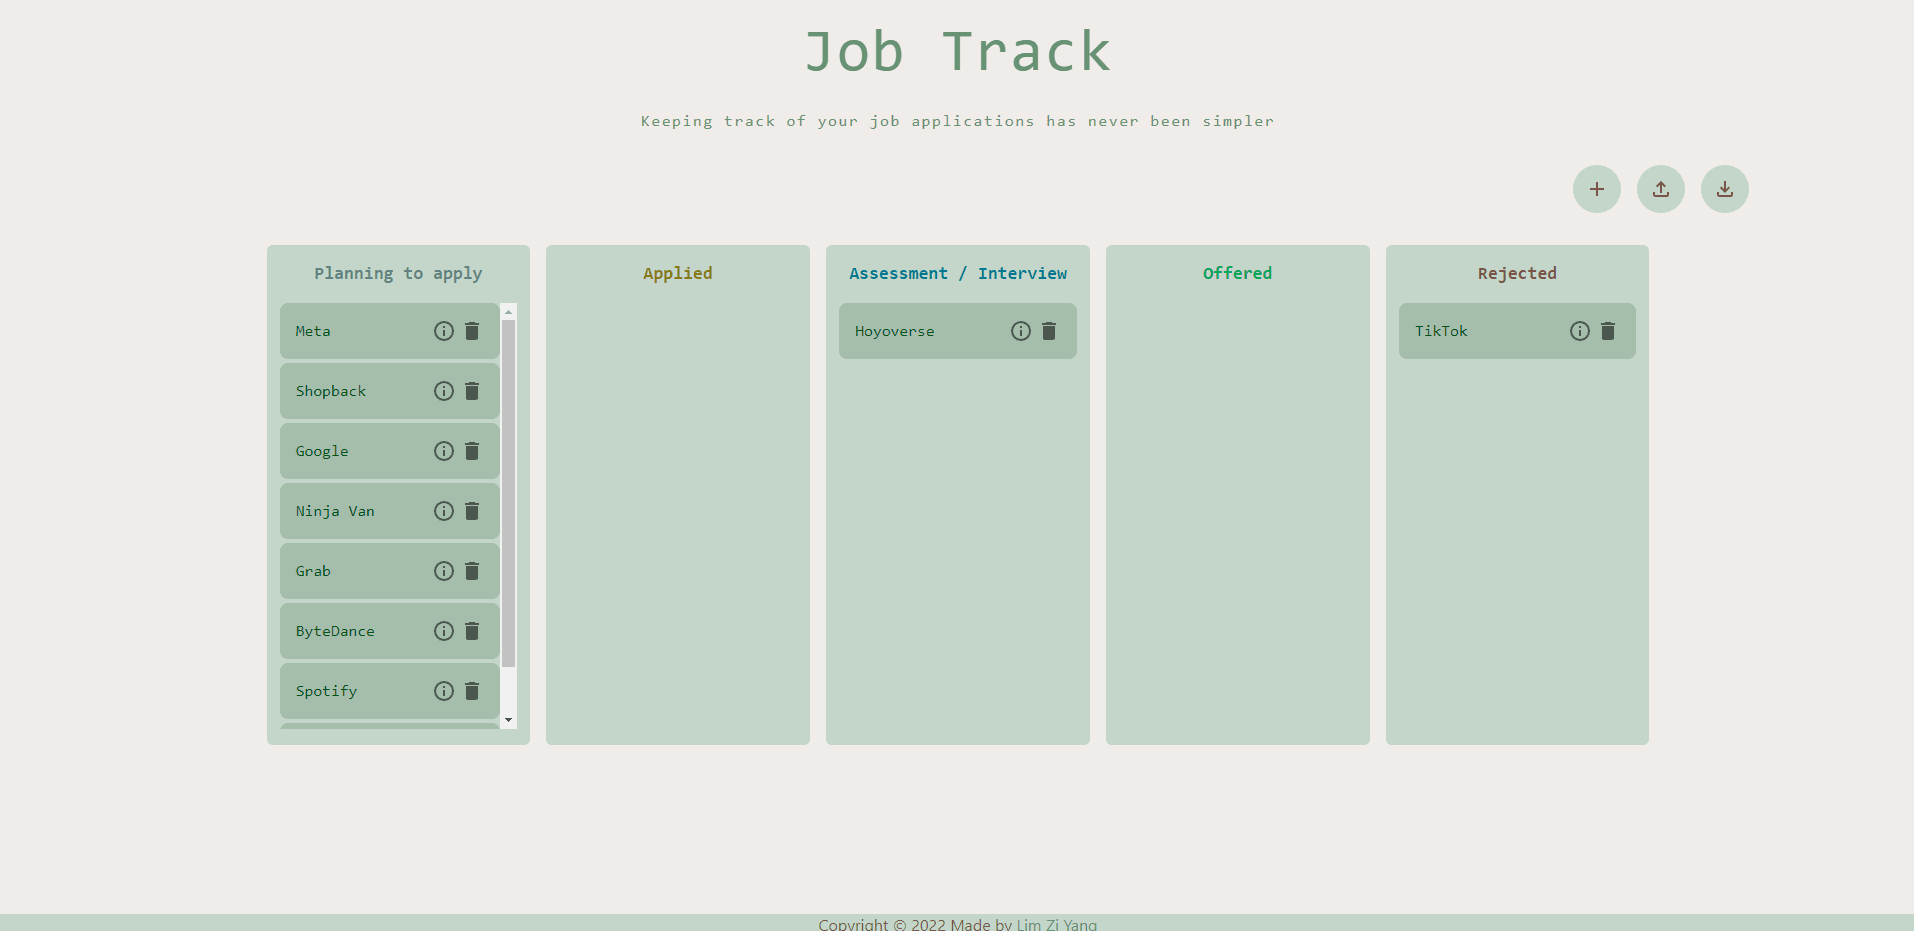 Job Track
Keeping track of your job applications has never been simpler
Planning to apply
Meta
Shopback
Google
Ninja Van
Grab
ByteDance
Spotify
Applied
Assessment / Interview
Hoyoverse
Offered
Rejected
TikTok
Copyright © 2022 Made by Lim Zi Yang